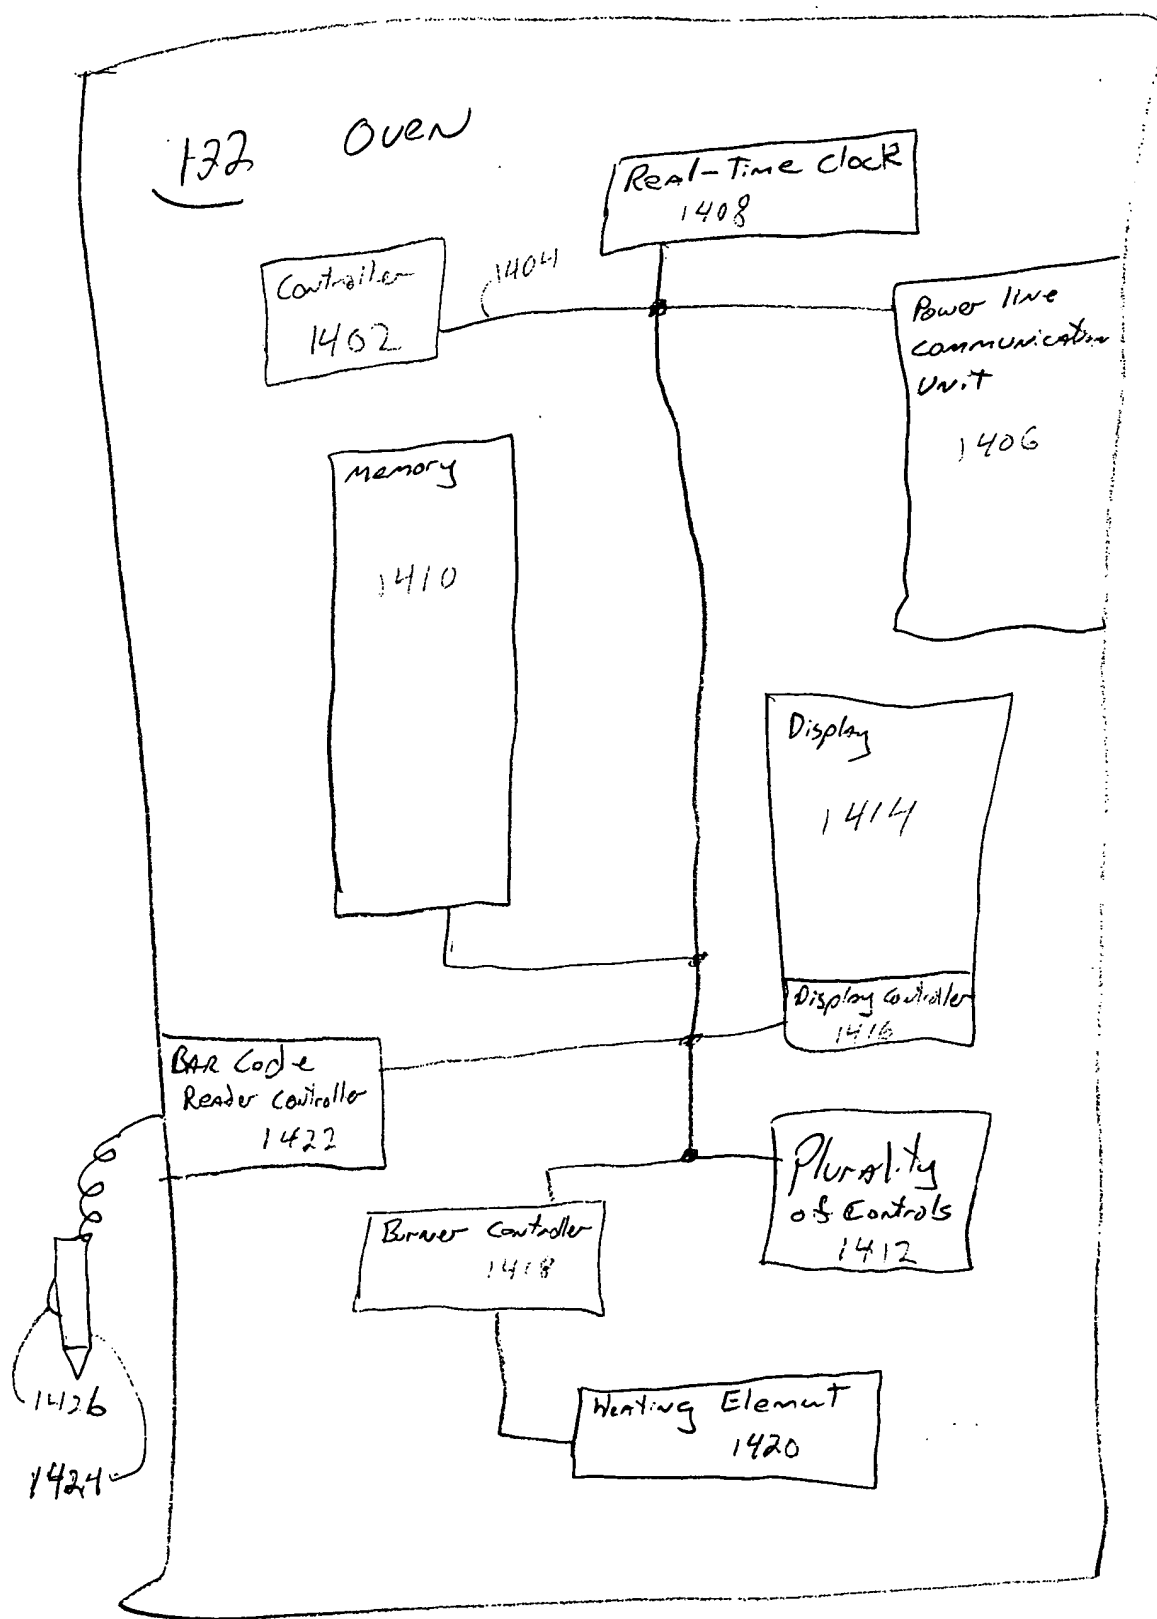 132 Oven
Real-Time Clock
1408
Controller
1402
1404
Power line
communication
Unit
1406
Memory
1410
Display
1414
Display Controller
1416
BAR Code
Reader Controller
1422
Plurality
of Controls
1412
Burner Controller
1418
1426
1424
Heating Element
1420